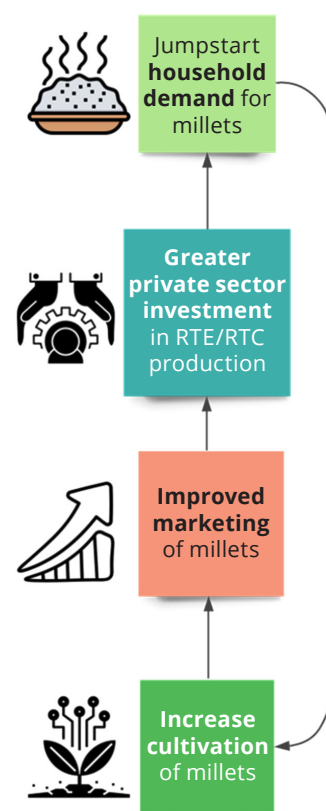 Jumpstart
household
demand for
millets
Greater
private sector
investment
in RTE/RTC
production
Improved
marketing
of millets
Increase
cultivation
of millets